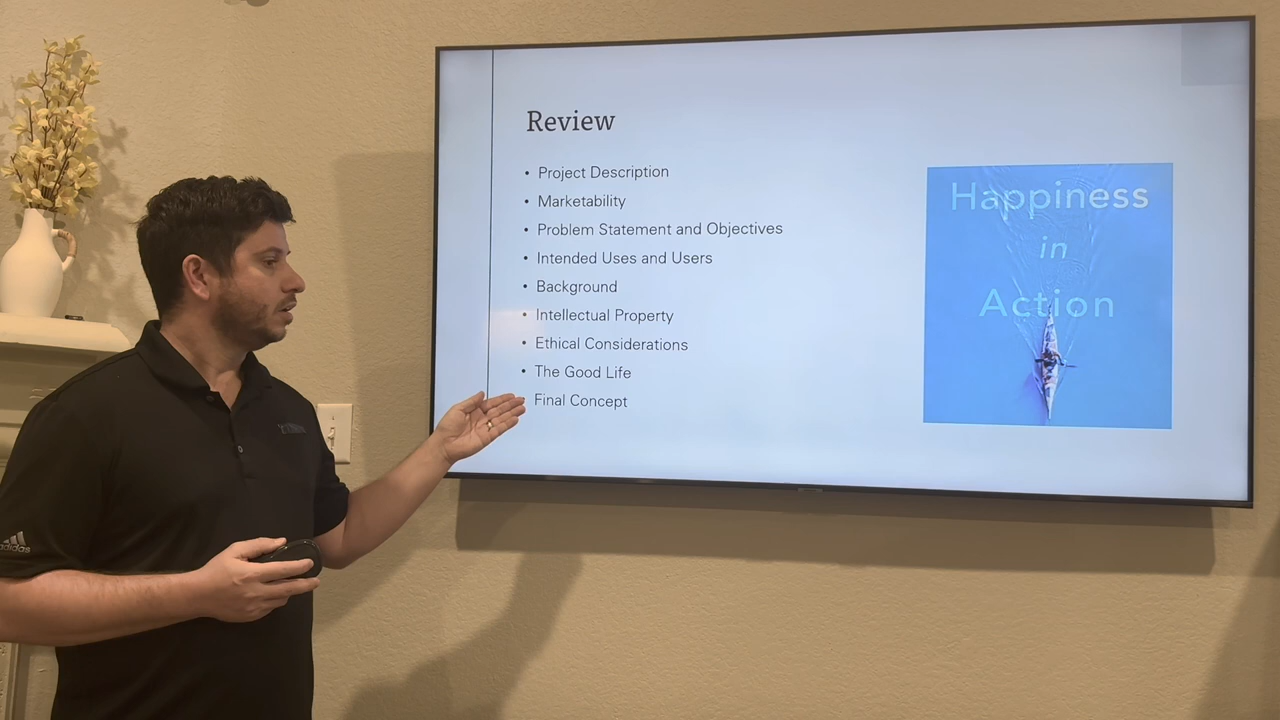 Review
• Project Description
• Marketability
• Problem Statement and Objectives
• Intended Uses and Users
• Background
• Intellectual Property
• Ethical Considerations
• The Good Life
Final Concept
Happiness
in
Action
adidas